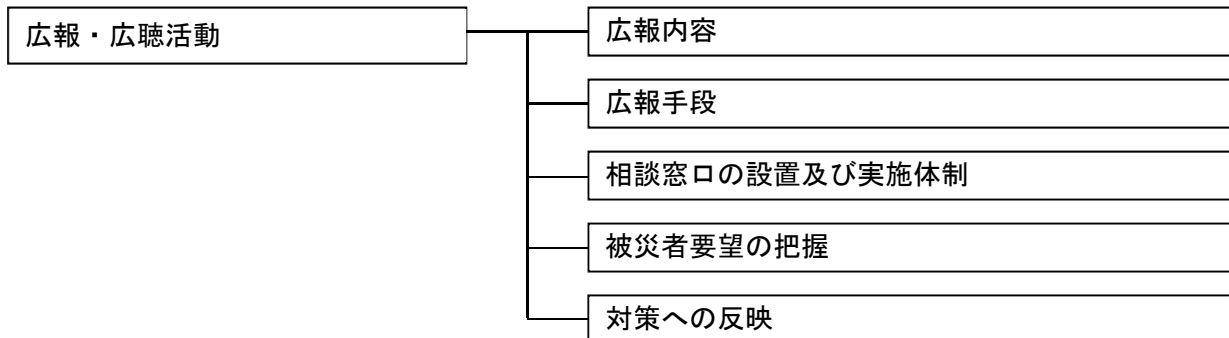 広報・広聴活動
広報内容
広報手段
相談窓口の設置及び実施体制
被災者要望の把握
対策への反映